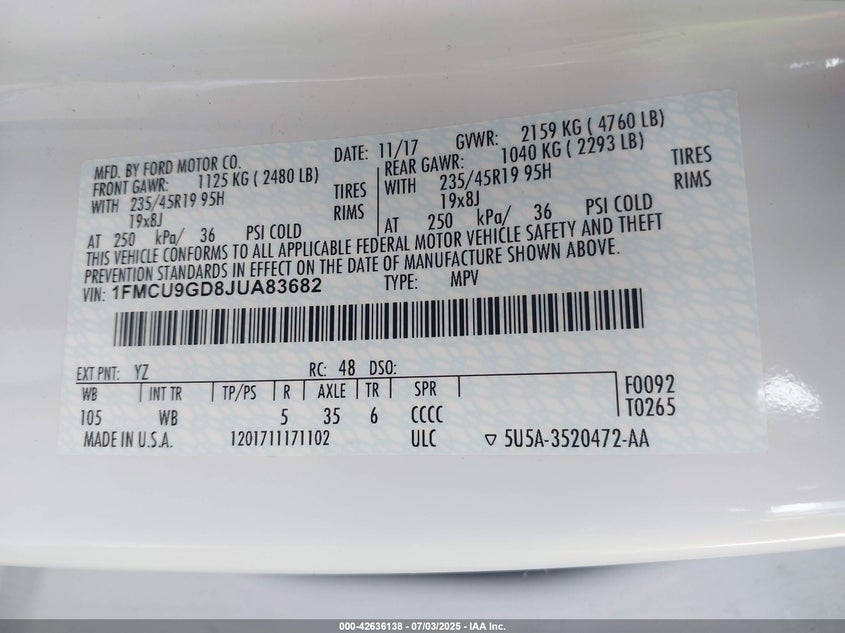 MFD. BY FORD MOTOR CO. DATE: 11/17 GVWR: 2159 KG ( 4760 LB)
FRONT GAWR: 1125 KG ( 2480 LB) REAR GAWR: 1040 KG ( 2293 LB)
WITH 235/45R19 95H TIRES WITH 235/45R19 95H TIRES
19x8J RIMS 19x8J RIMS
AT 250 kPa/ 36 PSI COLD AT 250 kPa/ 36 PSI COLD
THIS VEHICLE CONFORMS TO ALL APPLICABLE FEDERAL MOTOR VEHICLE SAFETY AND THEFT
PREVENTION STANDARDS IN EFFECT ON THE DATE OF MANUFACTURE SHOWN ABOVE.
VIN: 1FMCU9GD8JUA83682 TYPE: MPV
EXT PNT: YZ RC: 48 DSO:
WB INT TR TP/PS R AXLE TR SPR F0092
105 WB 5 35 6 CCCC T0265
MADE IN U.S.A. 1201711171102 ULC ▽ 5U5A-3520472-AA
000-42636138 - 07/03/2025 - IAA Inc.